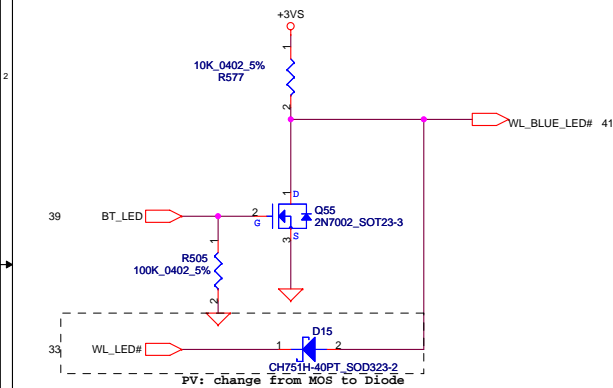 +3VS
1
10K_0402_5%
R577
2
2
WL_BLUE_LED# 41
1
D
39 BT_LED
2
G
Q55
2N7002_SOT23-3
3
S
1
R505
100K_0402_5%
2
D15
33 WL_LED#
1
2
CH751H-40PT_SOD323-2
PV: change from MOS to Diode